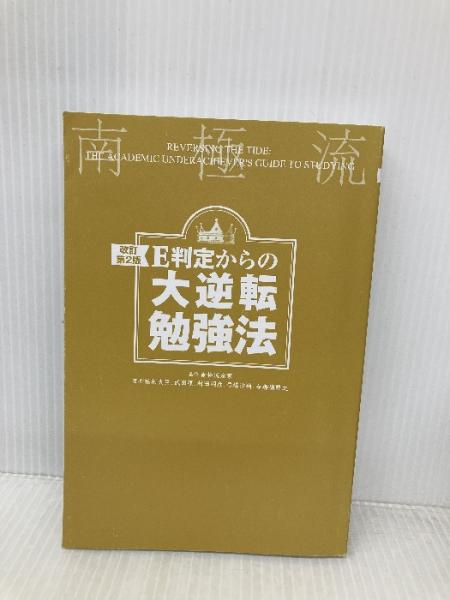 南極流
REVERSING THE TIDE:
THE ACADEMIC UNDERACHIEVER'S GUIDE TO STUDYING
改訂
第2版
E判定からの
大逆転
勉強法